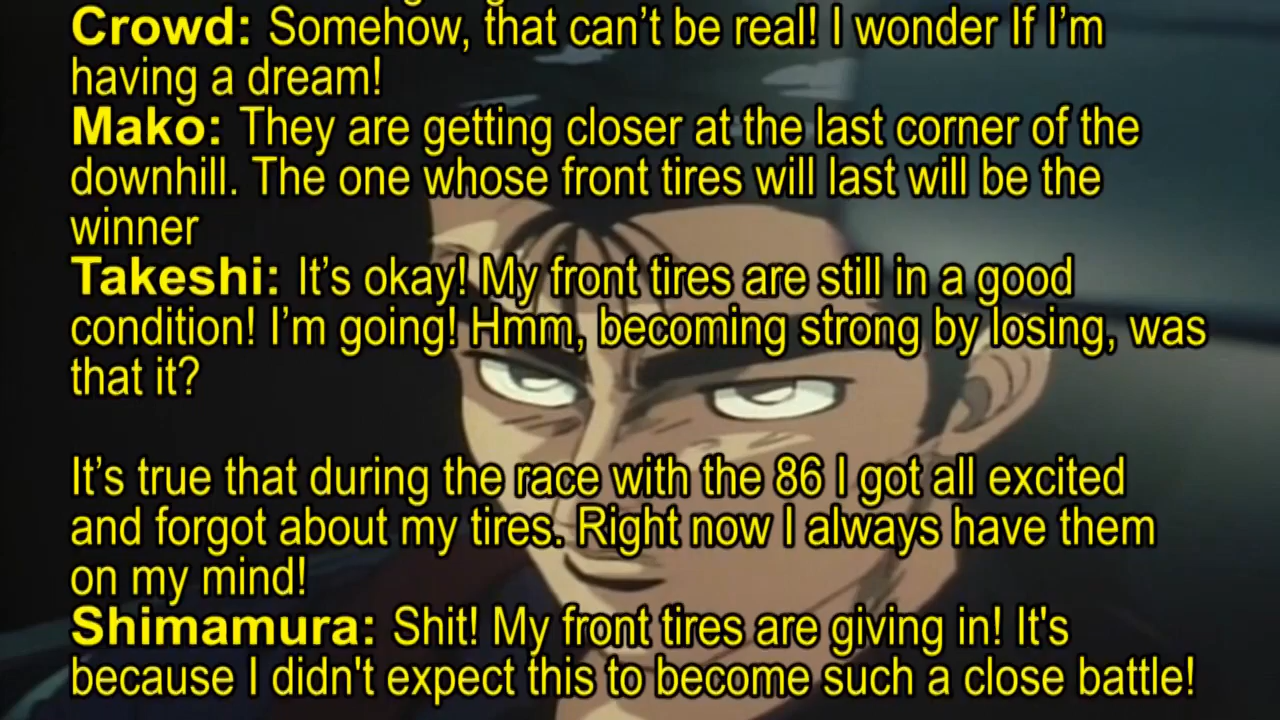 Crowd: Somehow, that can’t be real! I wonder If I’m
having a dream!
Mako: They are getting closer at the last corner of the
downhill. The one whose front tires will last will be the
winner
Takeshi: It’s okay! My front tires are still in a good
condition! I’m going! Hmm, becoming strong by losing, was
that it?
It’s true that during the race with the 86 I got all excited
and forgot about my tires. Right now I always have them
on my mind!
Shimamura: Shit! My front tires are giving in! It's
because I didn't expect this to become such a close battle!